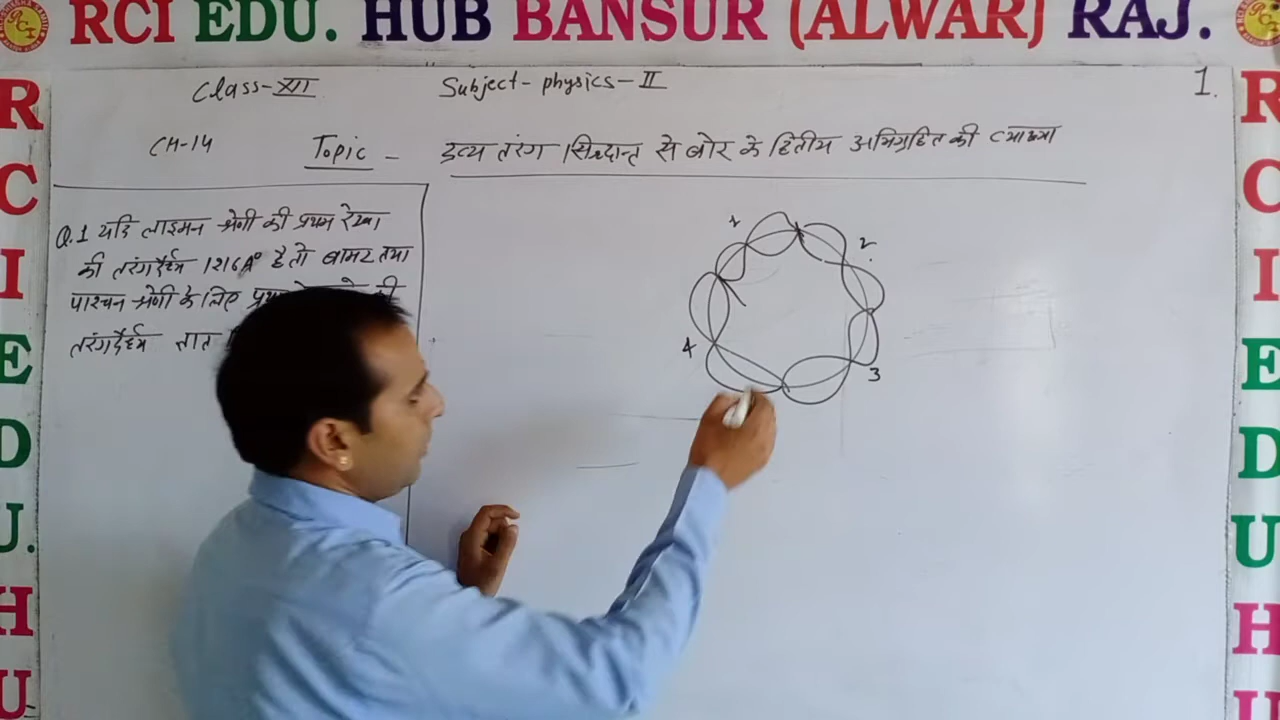 RCI EDU. HUB BANSUR (ALWAR) RAJ.
Class-XII Subject-physics-II 1.
CH-14 Topic - द्रव्य तरंग सिद्धान्त से बोर के द्वितीय अभिग्रहित की व्याख्या
Q.1 यदि लाइमन श्रेणी की प्रथम रेखा
की तरंगदैर्ध्य 1216A° है तो बामर तथा
पाश्चन श्रेणी के लिए
तरंगदैर्ध्य
1
2
3
4
R
C
I
E
D
U.
H
U
R
C
I
E
D
U
H
U